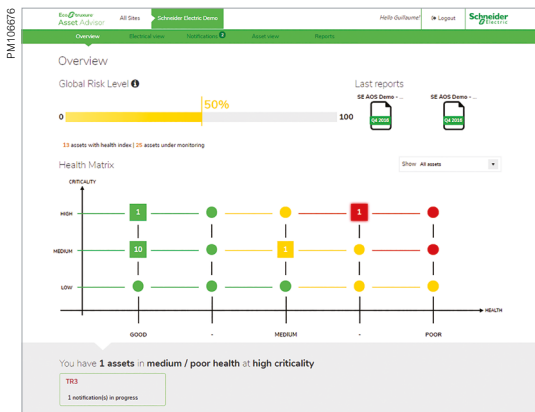 PM106676
EcoStruxure
Asset Advisor
All Sites
Schneider Electric Demo
Hello Guillaume!
Logout
Schneider
Electric
Overview
Electrical view
Notifications
Asset view
Reports
Overview
Global Risk Level
Last reports
SE AOS Demo - ...
SE AOS Demo - ...
50%
0
100
Q4 2018
Q4 2018
13 assets with health index | 25 assets under monitoring
Health Matrix
Show All assets
CRITICALITY
HIGH
1
1
MEDIUM
10
1
LOW
HEALTH
GOOD
-
MEDIUM
-
POOR
You have 1 assets in medium / poor health at high criticality
TR3
1 notification(s) in progress